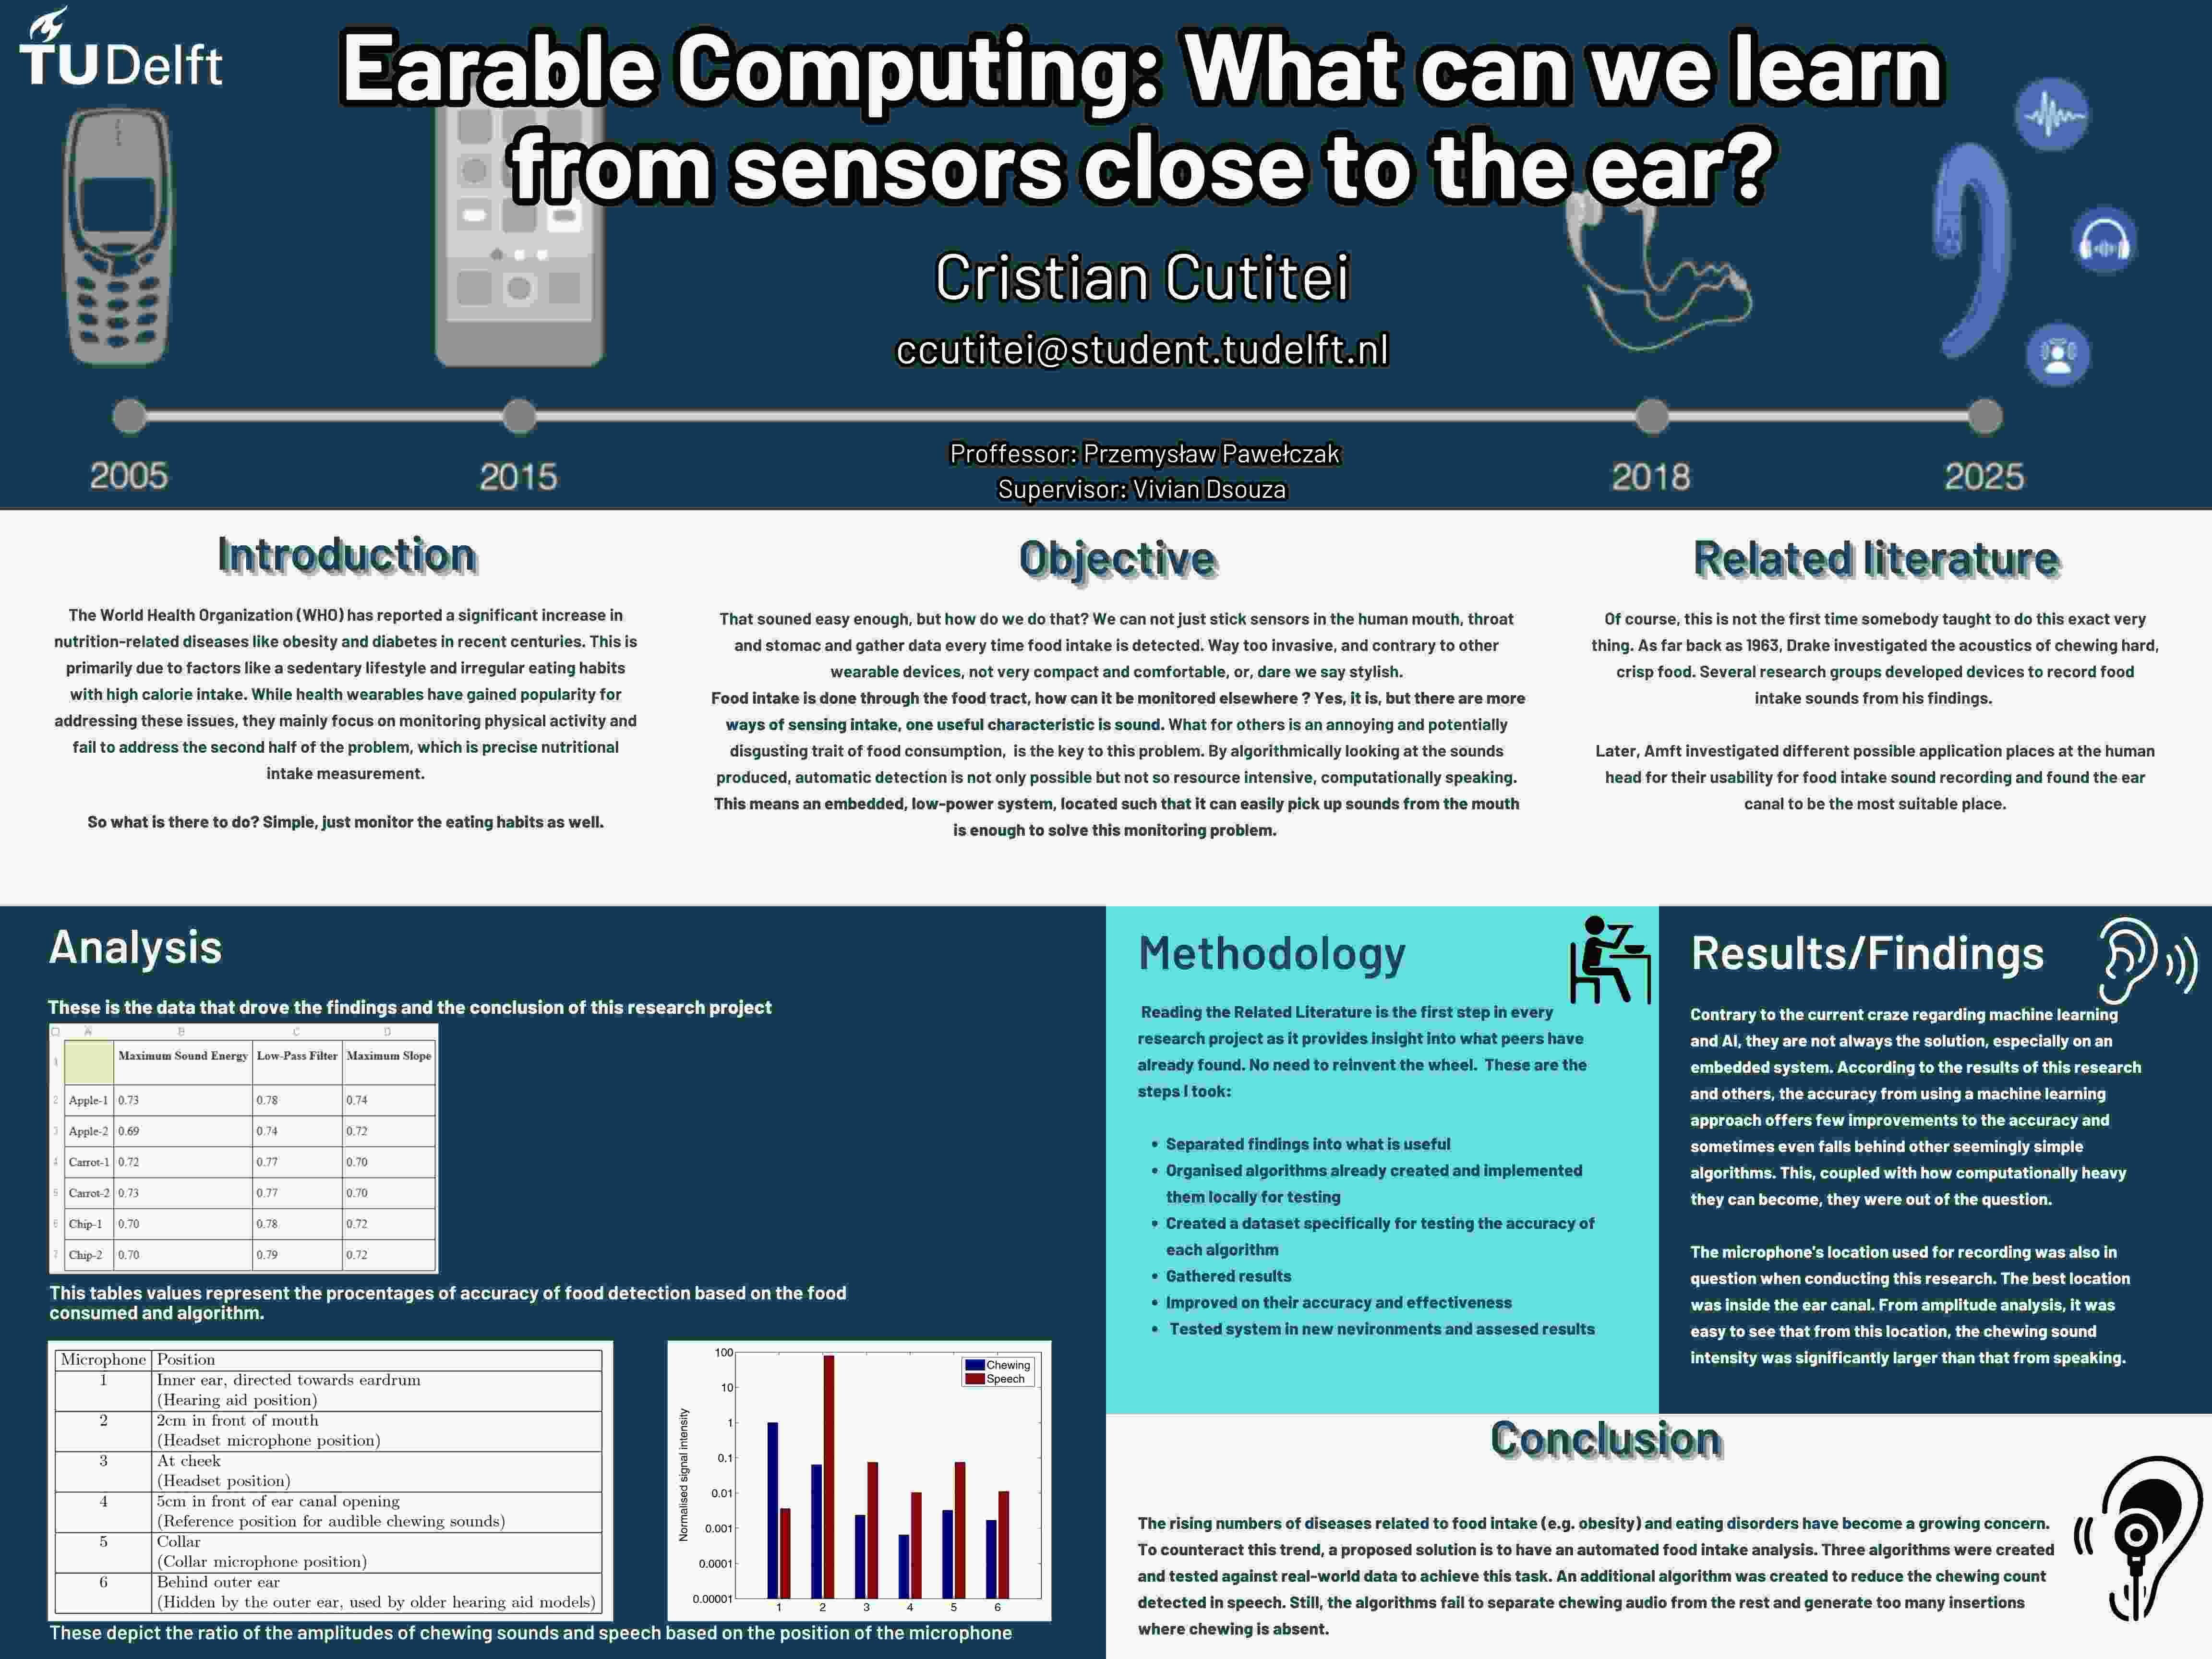 TUDelft
Earable Computing: What can we learn
from sensors close to the ear?
Cristian Cutitei
ccutitei@student.tudelft.nl
2005
2015
2018
2025
Proffessor: Przemysław Pawełczak
Supervisor: Vivian Dsouza
Introduction
The World Health Organization (WHO) has reported a significant increase in
nutrition-related diseases like obesity and diabetes in recent centuries. This is
primarily due to factors like a sedentary lifestyle and irregular eating habits
with high calorie intake. While health wearables have gained popularity for
addressing these issues, they mainly focus on monitoring physical activity and
fail to address the second half of the problem, which is precise nutritional
intake measurement.
So what is there to do? Simple, just monitor the eating habits as well.
Objective
That sound easy enough, but how do we do that? We can not just stick sensors in the human mouth, throat
and stomac and gather data every time food intake is detected. Way too invasive, and contrary to other
wearable devices, not very compact and comfortable, or, dare we say stylish.
Food intake is done through the food tract, how can it be monitored elsewhere ? Yes, it is, but there are more
ways of sensing intake, one useful characteristic is sound. What for others is an annoying and potentially
disgusting trait of food consumption, is the key to this problem. By algorithmically looking at the sounds
produced, automatic detection is not only possible but not so resource intensive, computationally speaking.
This means an embedded, low-power system, located such that it can easily pick up sounds from the mouth
is enough to solve this monitoring problem.
Related literature
Of course, this is not the first time somebody taught to do this exact very
thing. As far back as 1963, Drake investigated the acoustics of chewing hard,
crisp food. Several research groups developed devices to record food
intake sounds from his findings.
Later, Amft investigated different possible application places at the human
head for their usability for food intake sound recording and found the ear
canal to be the most suitable place.
Analysis
These is the data that drove the findings and the conclusion of this research project
A B C D
1 Maximum Sound Energy Low-Pass Filter Maximum Slope
2 Apple-1 0.73 0.78 0.74
3 Apple-2 0.69 0.74 0.72
4 Carrot-1 0.72 0.77 0.70
5 Carrot-2 0.73 0.77 0.70
6 Chip-1 0.70 0.78 0.72
7 Chip-2 0.70 0.79 0.72
This tables values represent the procentages of accuracy of food detection based on the food
consumed and algorithm.
Microphone Position
1 Inner ear, directed towards eardrum
(Hearing aid position)
2 2cm in front of mouth
(Headset microphone position)
3 At cheek
(Headset position)
4 5cm in front of ear canal opening
(Reference position for audible chewing sounds)
5 Collar
(Collar microphone position)
6 Behind outer ear
(Hidden by the outer ear, used by older hearing aid models)
Normalised signal intensity
100
10
1
0.1
0.01
0.001
0.0001
0.00001
1 2 3 4 5 6
Chewing
Speech
These depict the ratio of the amplitudes of chewing sounds and speech based on the position of the microphone
Methodology
Reading the Related Literature is the first step in every
research project as it provides insight into what peers have
already found. No need to reinvent the wheel. These are the
steps I took:
• Separated findings into what is useful
• Organised algorithms already created and implemented
them locally for testing
• Created a dataset specifically for testing the accuracy of
each algorithm
• Gathered results
• Improved on their accuracy and effectiveness
• Tested system in new nevironments and assesed results
Results/Findings
Contrary to the current craze regarding machine learning
and AI, they are not always the solution, especially on an
embedded system. According to the results of this research
and others, the accuracy from using a machine learning
approach offers few improvements to the accuracy and
sometimes even falls behind other seemingly simple
algorithms. This, coupled with how computationally heavy
they can become, they were out of the question.
The microphone's location used for recording was also in
question when conducting this research. The best location
was inside the ear canal. From amplitude analysis, it was
easy to see that from this location, the chewing sound
intensity was significantly larger than that from speaking.
Conclusion
The rising numbers of diseases related to food intake (e.g. obesity) and eating disorders have become a growing concern.
To counteract this trend, a proposed solution is to have an automated food intake analysis. Three algorithms were created
and tested against real-world data to achieve this task. An additional algorithm was created to reduce the chewing count
detected in speech. Still, the algorithms fail to separate chewing audio from the rest and generate too many insertions
where chewing is absent.